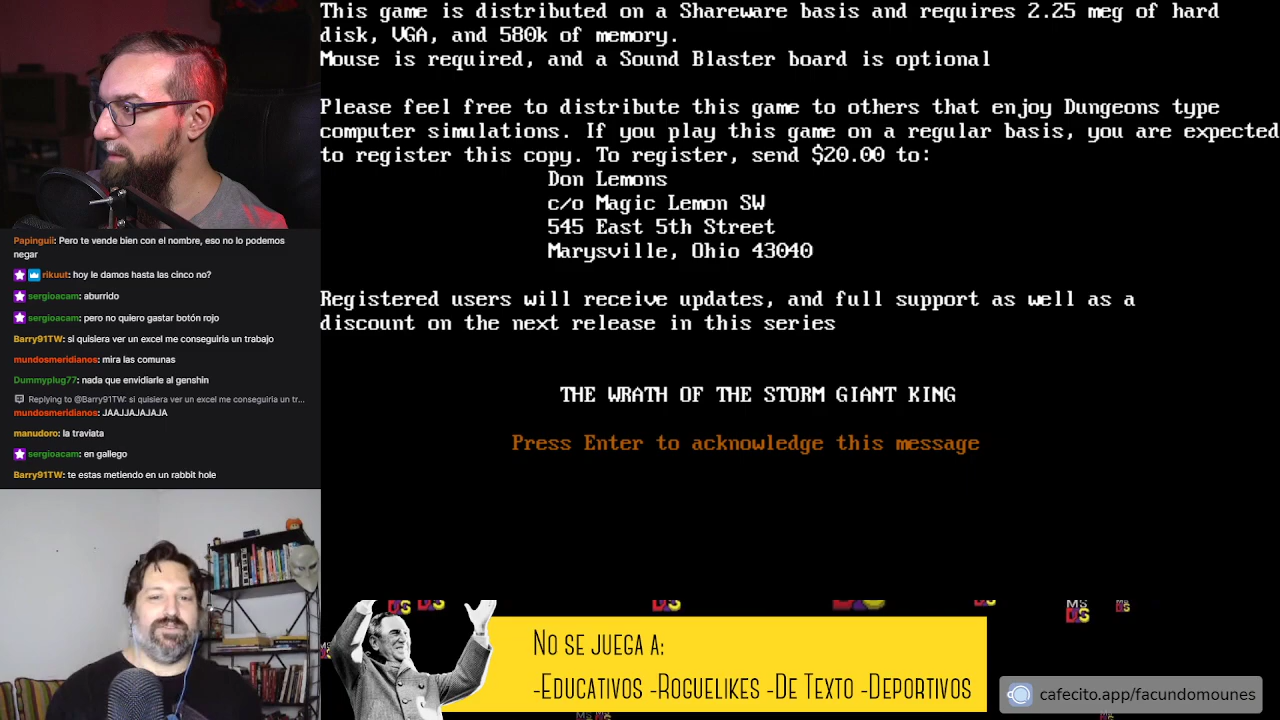 This game is distributed on a Shareware basis and requires 2.25 meg of hard
disk, VGA, and 580k of memory.
Mouse is required, and a Sound Blaster board is optional
Please feel free to distribute this game to others that enjoy Dungeons type
computer simulations. If you play this game on a regular basis, you are expected
to register this copy. To register, send $20.00 to:
Don Lemons
c/o Magic Lemon SW
545 East 5th Street
Marysville, Ohio 43040
Registered users will receive updates, and full support as well as a
discount on the next release in this series
THE WRATH OF THE STORM GIANT KING
Press Enter to acknowledge this message
Papinguii: Pero te vende bien con el nombre, eso no lo podemos
negar
rikuut: hoy le damos hasta las cinco no?
sergioacam: aburrido
sergioacam: pero no quiero gastar botón rojo
Barry91TW: si quisiera ver un excel me conseguiria un trabajo
mundosmeridianos: mira las comunas
Dummyplug77: nada que envidiarle al genshin
Replying to @Barry91TW: si quisiera ver un excel me conseguiria un tr...
mundosmeridianos: JAAJJAJAJAJA
manudoro: la traviata
sergioacam: en gallego
Barry91TW: te estas metiendo en un rabbit hole
NO SE JUEGA A:
-EDUCATIVOS -ROGUELIKES -DE TEXTO -DEPORTIVOS
cafecito.app/facundomounes
MS